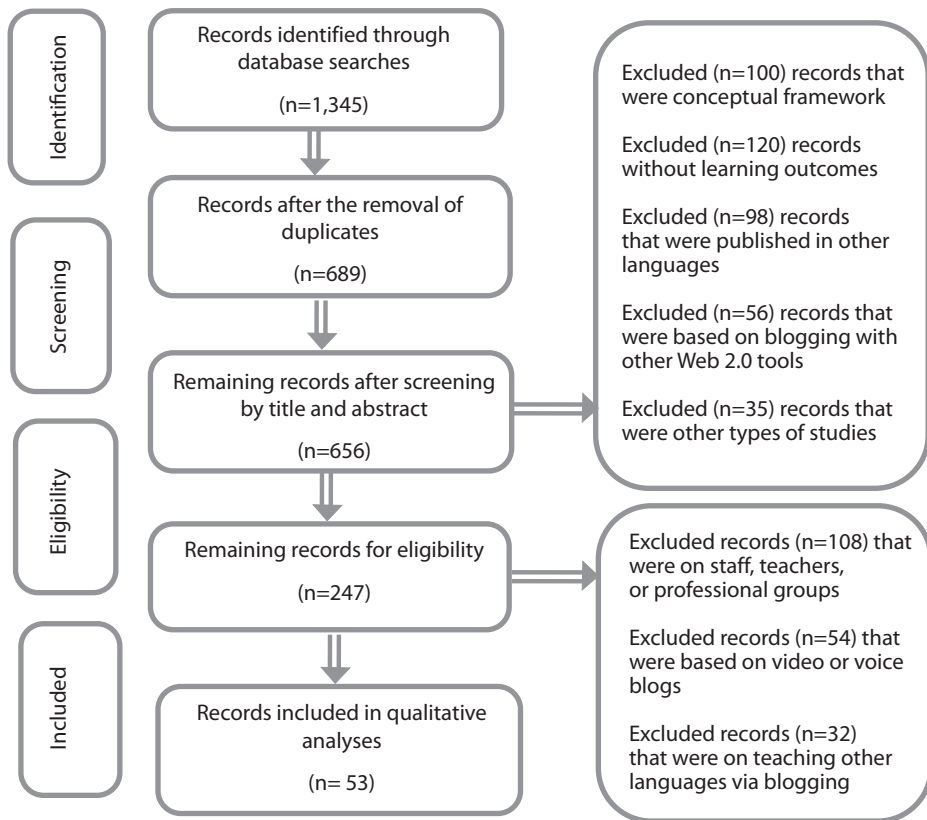 Identification
Records identified through
database searches
(n=1,345)
Records after the removal of
duplicates
(n=689)
Screening
Remaining records after screening
by title and abstract
(n=656)
Excluded (n=100) records that
were conceptual framework
Excluded (n=120) records
without learning outcomes
Excluded (n=98) records
that were published in other
languages
Excluded (n=56) records that
were based on blogging with
other Web 2.0 tools
Excluded (n=35) records that
were other types of studies
Eligibility
Remaining records for eligibility
(n=247)
Excluded records (n=108) that
were on staff, teachers,
or professional groups
Excluded records (n=54) that
were based on video or voice
blogs
Excluded records (n=32)
that were on teaching other
languages via blogging
Included
Records included in qualitative
analyses
(n= 53)